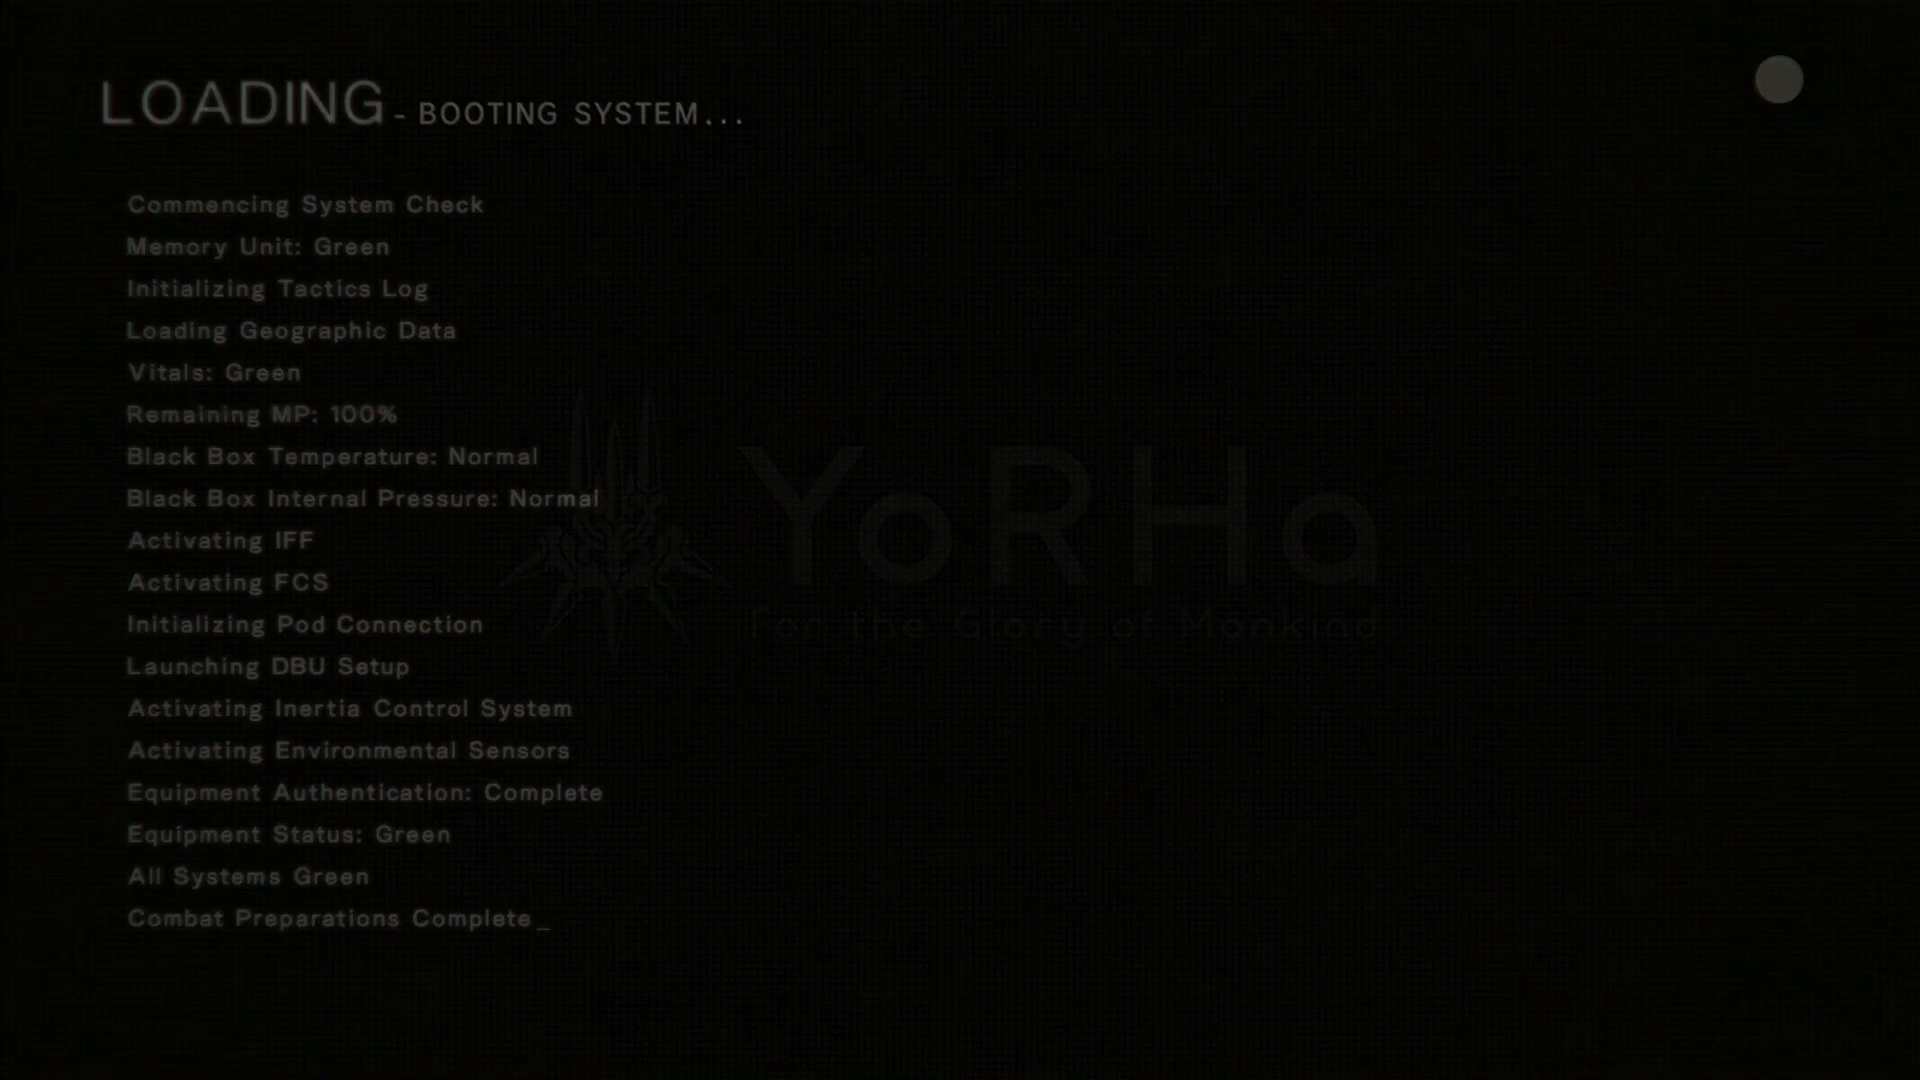 LOADING - BOOTING SYSTEM...
Commencing System Check
Memory Unit: Green
Initializing Tactics Log
Loading Geographic Data
Vitals: Green
Remaining MP: 100%
Black Box Temperature: Normal
Black Box Internal Pressure: Normal
Activating IFF
Activating FCS
Initializing Pod Connection
Launching DBU Setup
Activating Inertia Control System
Activating Environmental Sensors
Equipment Authentication: Complete
Equipment Status: Green
All Systems Green
Combat Preparations Complete _
YoRHa
For the Glory of Mankind